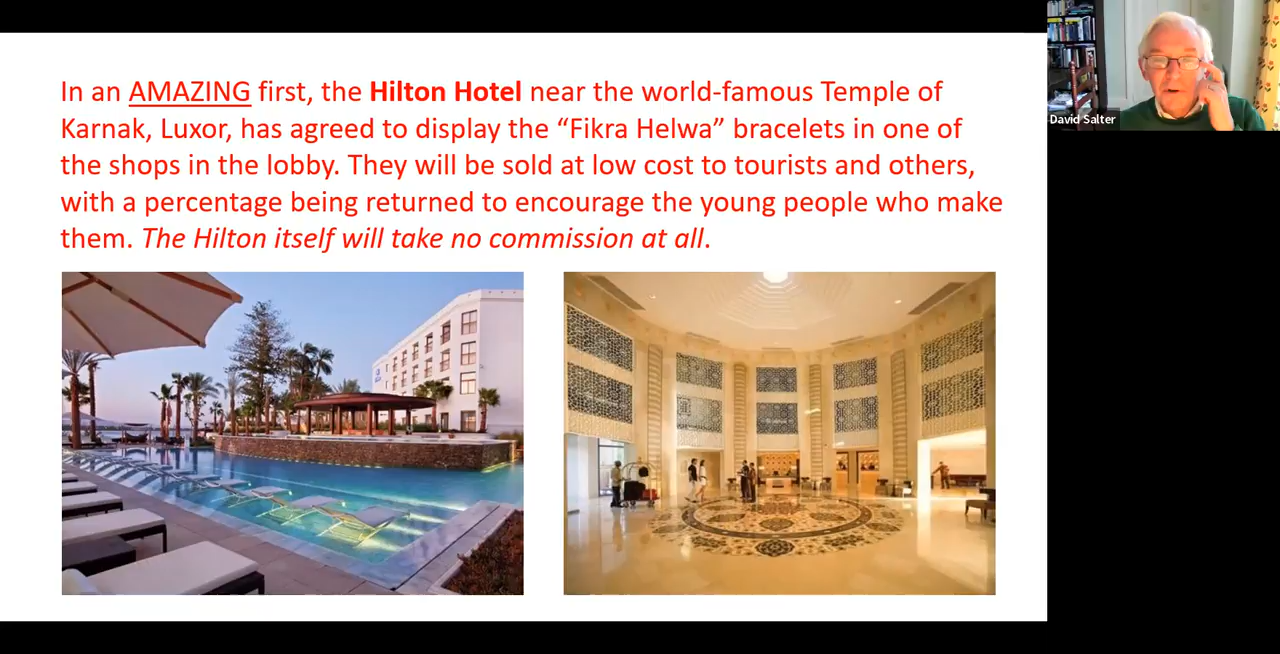 In an AMAZING first, the Hilton Hotel near the world-famous Temple of
Karnak, Luxor, has agreed to display the “Fikra Helwa” bracelets in one of
the shops in the lobby. They will be sold at low cost to tourists and others,
with a percentage being returned to encourage the young people who make
them. The Hilton itself will take no commission at all.
David Salter